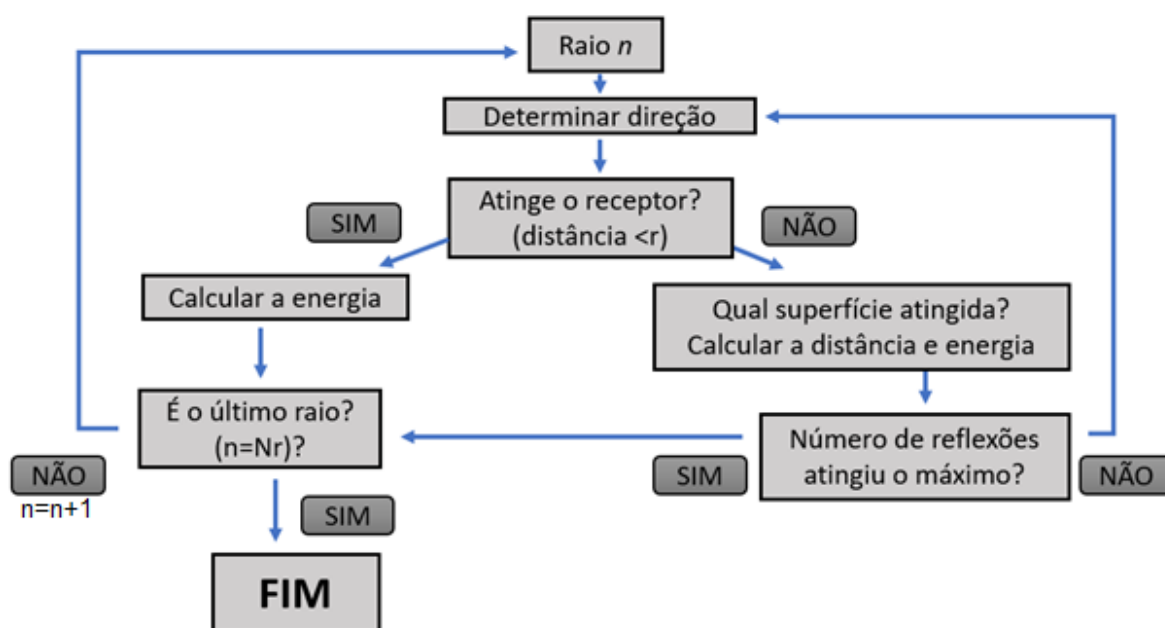 Raio n
Determinar direção
Atinge o receptor?
(distância <r)
SIM
NÃO
Calcular a energia
Qual superfície atingida?
Calcular a distância e energia
É o último raio?
(n=Nr)?
Número de reflexões
atingiu o máximo?
NÃO
n=n+1
SIM
SIM
NÃO
FIM